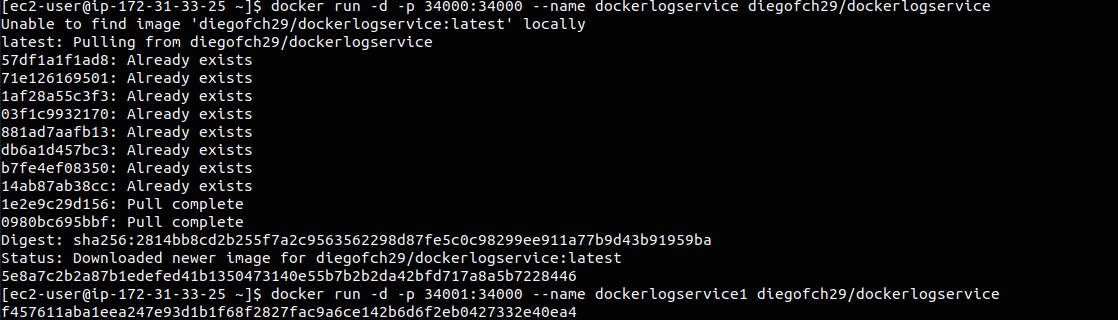 [ec2-user@ip-172-31-33-25 ~]$ docker run -d -p 34000:34000 --name dockerlogservice diegofch29/dockerlogservice
Unable to find image 'diegofch29/dockerlogservice:latest' locally
latest: Pulling from diegofch29/dockerlogservice
57df1a1f1ad8: Already exists
71e126169501: Already exists
1af28a55c3f3: Already exists
03f1c9932170: Already exists
881ad7aafb13: Already exists
db6a1d457bc3: Already exists
b7fe4ef08350: Already exists
14ab87ab38cc: Already exists
1e2e9c29d156: Pull complete
0980bc695bbf: Pull complete
Digest: sha256:2814bb8cd2b255f7a2c9563562298d87fe5c0c98299ee911a77b9d43b91959ba
Status: Downloaded newer image for diegofch29/dockerlogservice:latest
5e8a7c2b2a87b1edefed41b1350473140e55b7b2b2da42bfd717a8a5b7228446
[ec2-user@ip-172-31-33-25 ~]$ docker run -d -p 34001:34000 --name dockerlogservice1 diegofch29/dockerlogservice
f457611aba1eea247e93d1b1f68f2827fac9a6ce142b6d6f2eb0427332e40ea4